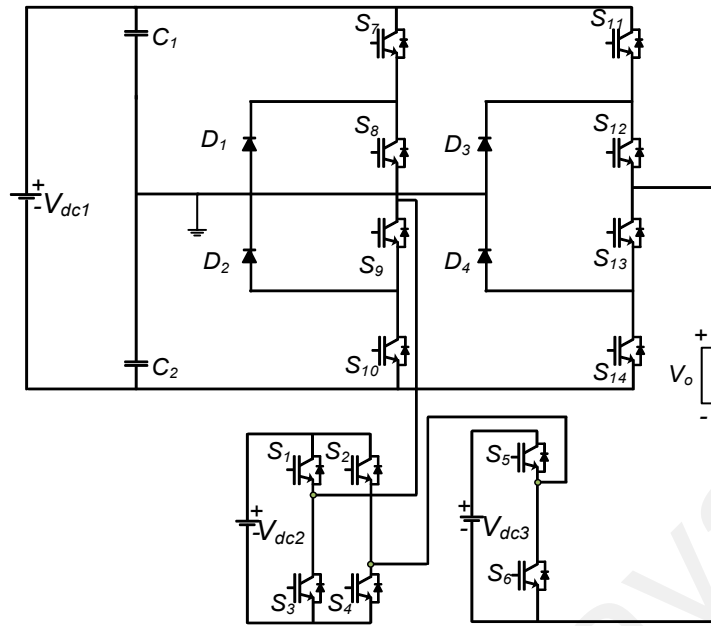 C1
S7
S11
D1
S8
D3
S12
+
-
Vdc1
D2
S9
D4
S13
C2
S10
S14
+
Vo
-
S1
S2
S5
+
-
Vdc2
+
-
Vdc3
S3
S4
S6